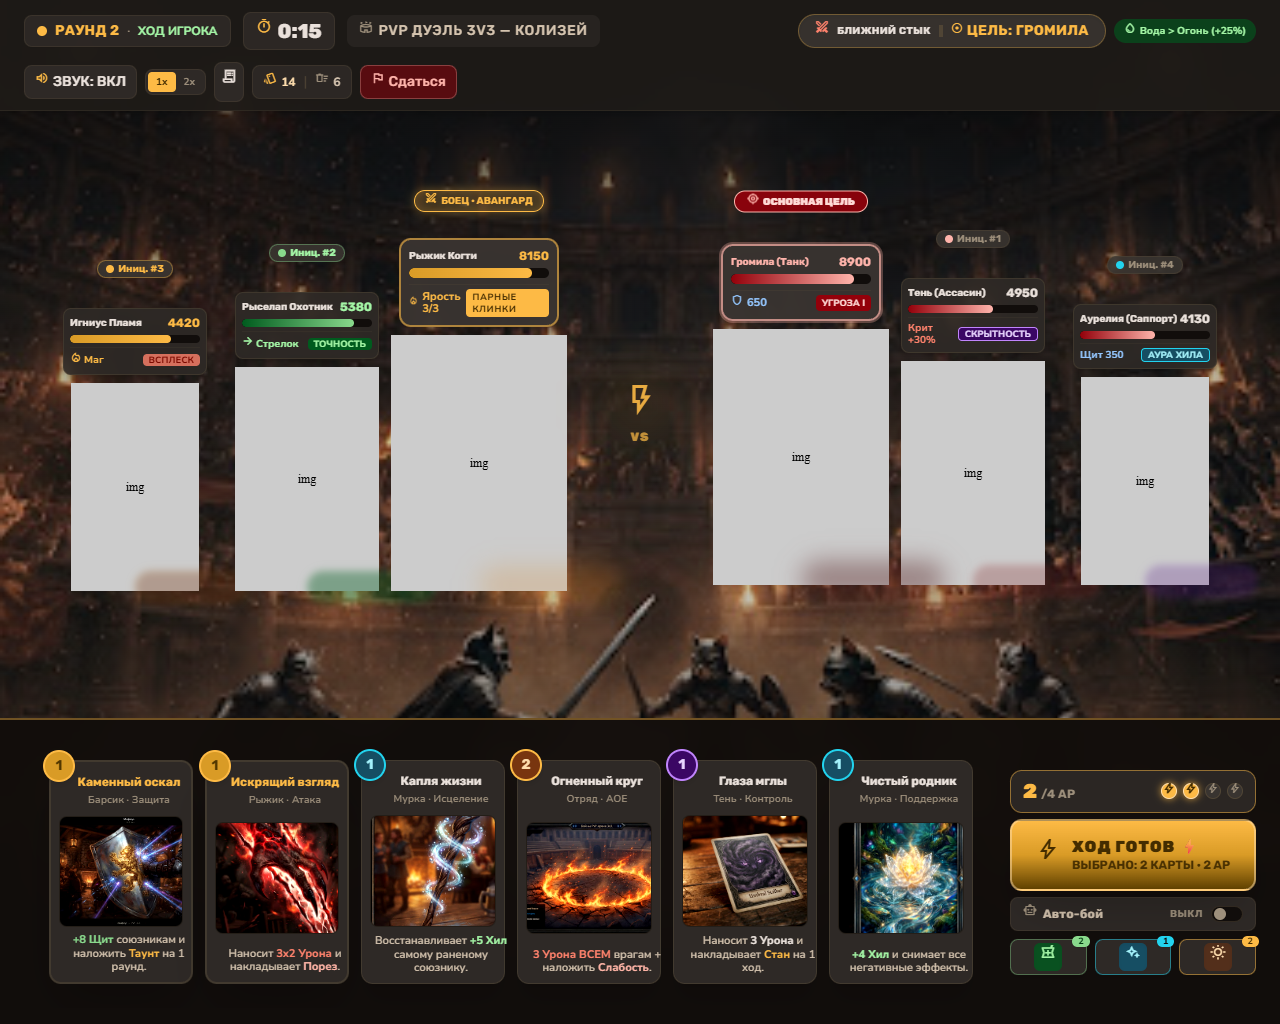 РАУНД 2 · ХОД ИГРОКА
0:15
PVP ДУЭЛЬ 3V3 — КОЛИЗЕЙ
БЛИЖНИЙ СТЫК
ЦЕЛЬ: ГРОМИЛА
Вода > Огонь (+25%)
ЗВУК: ВКЛ
1x 2x
14 6
Сдаться
БОЕЦ · АВАНГАРД
ОСНОВНАЯ ЦЕЛЬ
Иниц. #3
Иниц. #2
Иниц. #1
Иниц. #4
Игниус Пламя 4420
Маг ВСПЛЕСК
Рыселап Охотник 5380
Стрелок ТОЧНОСТЬ
Рыжик Когти 8150
Ярость 3/3
ПАРНЫЕ КЛИНКИ
Громила (Танк) 8900
650 УГРОЗА I
Тень (Ассасин) 4950
Крит +30%
СКРЫТНОСТЬ
Аурелия (Саппорт) 4130
Щит 350 АУРА ХИЛА
img
img
img
VS
img
img
img
1
Каменный оскал
Барсик · Защита
+8 Щит союзникам и
наложить Таунт на 1
раунд.
1
Искрящий взгляд
Рыжик · Атака
Наносит 3x2 Урона и
накладывает Порез.
1
Капля жизни
Мурка · Исцеление
Восстанавливает +5 Хил
самому раненому
союзнику.
2
Огненный круг
Отряд · АОЕ
3 Урона ВСЕМ врагам +
наложить Слабость.
1
Глаза мглы
Тень · Контроль
Наносит 3 Урона и
накладывает Стан на 1
ход.
1
Чистый родник
Мурка · Поддержка
+4 Хил и снимает все
негативные эффекты.
2 /4 AP
ХОД ГОТОВ
ВЫБРАНО: 2 КАРТЫ · 2 AP
Авто-бой ВЫКЛ
2
1
2